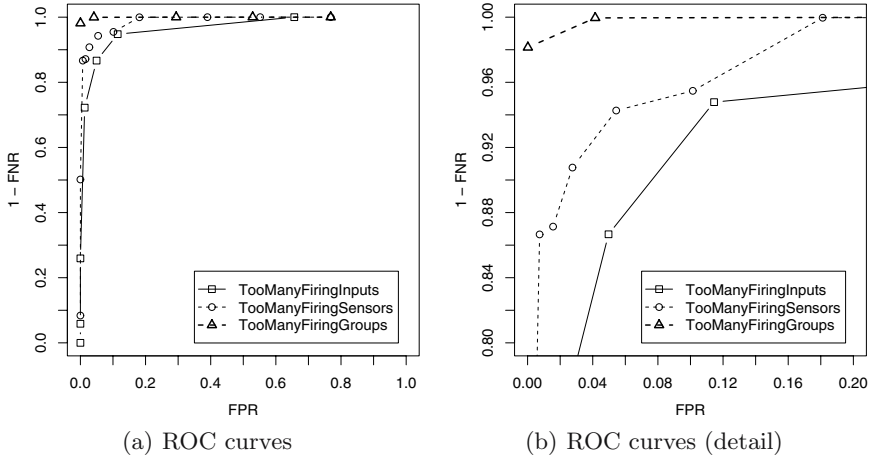 1 − FNR
1.0
0.8
0.6
0.4
0.2
0.0
TooManyFiringInputs
TooManyFiringSensors
TooManyFiringGroups
0.0 0.2 0.4 0.6 0.8 1.0
FPR
(a) ROC curves
1 − FNR
1.00
0.96
0.92
0.88
0.84
0.80
TooManyFiringInputs
TooManyFiringSensors
TooManyFiringGroups
0.00 0.04 0.08 0.12 0.16 0.20
FPR
(b) ROC curves (detail)